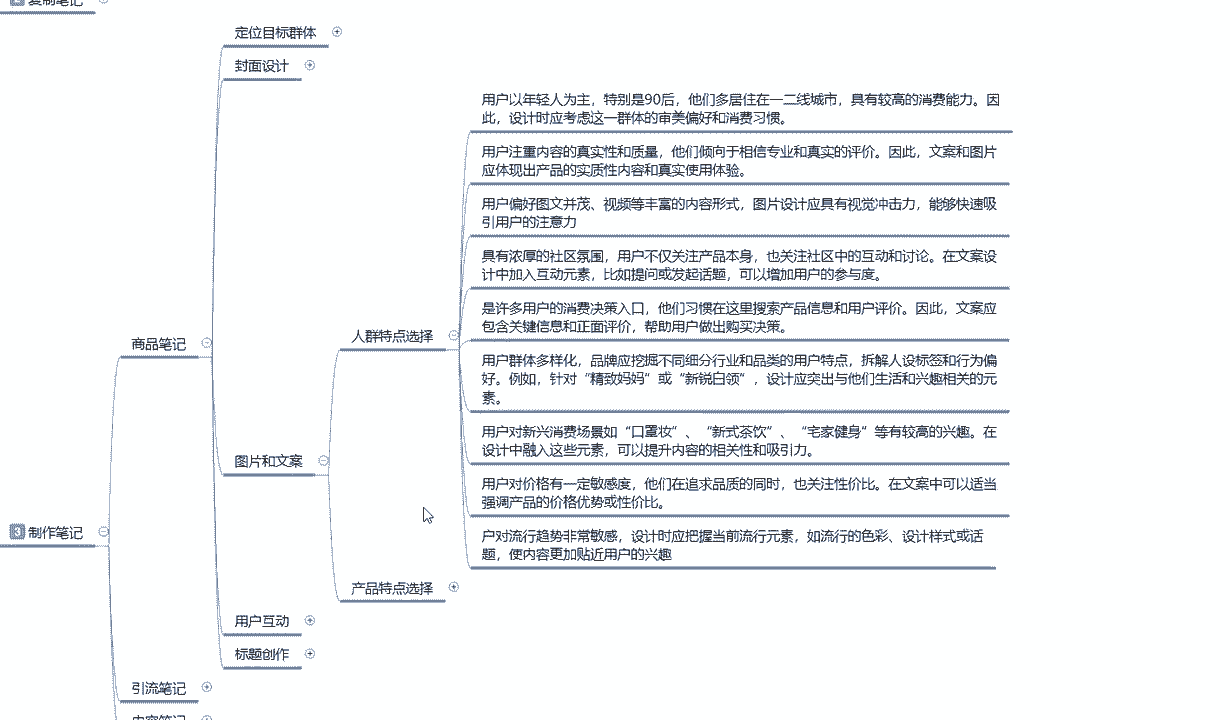 复制笔记
定位目标群体
封面设计
用户以年轻人为主，特别是90后，他们多居住在一二线城市，具有较高的消费能力。因
此，设计时应考虑这一群体的审美偏好和消费习惯。
用户注重内容的真实性和质量，他们倾向于相信专业和真实的评价。因此，文案和图片
应体现出产品的实质性内容和真实使用体验。
用户偏好图文并茂、视频等丰富的内容形式，图片设计应具有视觉冲击力，能够快速吸
引用户的注意力
具有浓厚的社区氛围，用户不仅关注产品本身，也关注社区中的互动和讨论。在文案设
计中加入互动元素，比如提问或发起话题，可以增加用户的参与度。
是许多用户的消费决策入口，他们习惯在这里搜索产品信息和用户评价。因此，文案应
包含关键信息和正面评价，帮助用户做出购买决策。
人群特点选择
商品笔记
用户群体多样化，品牌应挖掘不同细分行业和品类的用户特点，拆解人设标签和行为偏
好。例如，针对“精致妈妈”或“新锐白领”，设计应突出与他们生活和兴趣相关的元
素。
用户对新兴消费场景如“口罩妆”、“新式茶饮”、“宅家健身”等有较高的兴趣。在
设计中融入这些元素，可以提升内容的相关性和吸引力。
图片和文案
用户对价格有一定敏感度，他们在追求品质的同时，也关注性价比。在文案中可以适当
强调产品的价格优势或性价比。
3 制作笔记
户对流行趋势非常敏感，设计时应把握当前流行元素，如流行的色彩、设计样式或话
题，使内容更加贴近用户的兴趣
产品特点选择
用户互动
标题创作
引流笔记
内容笔记